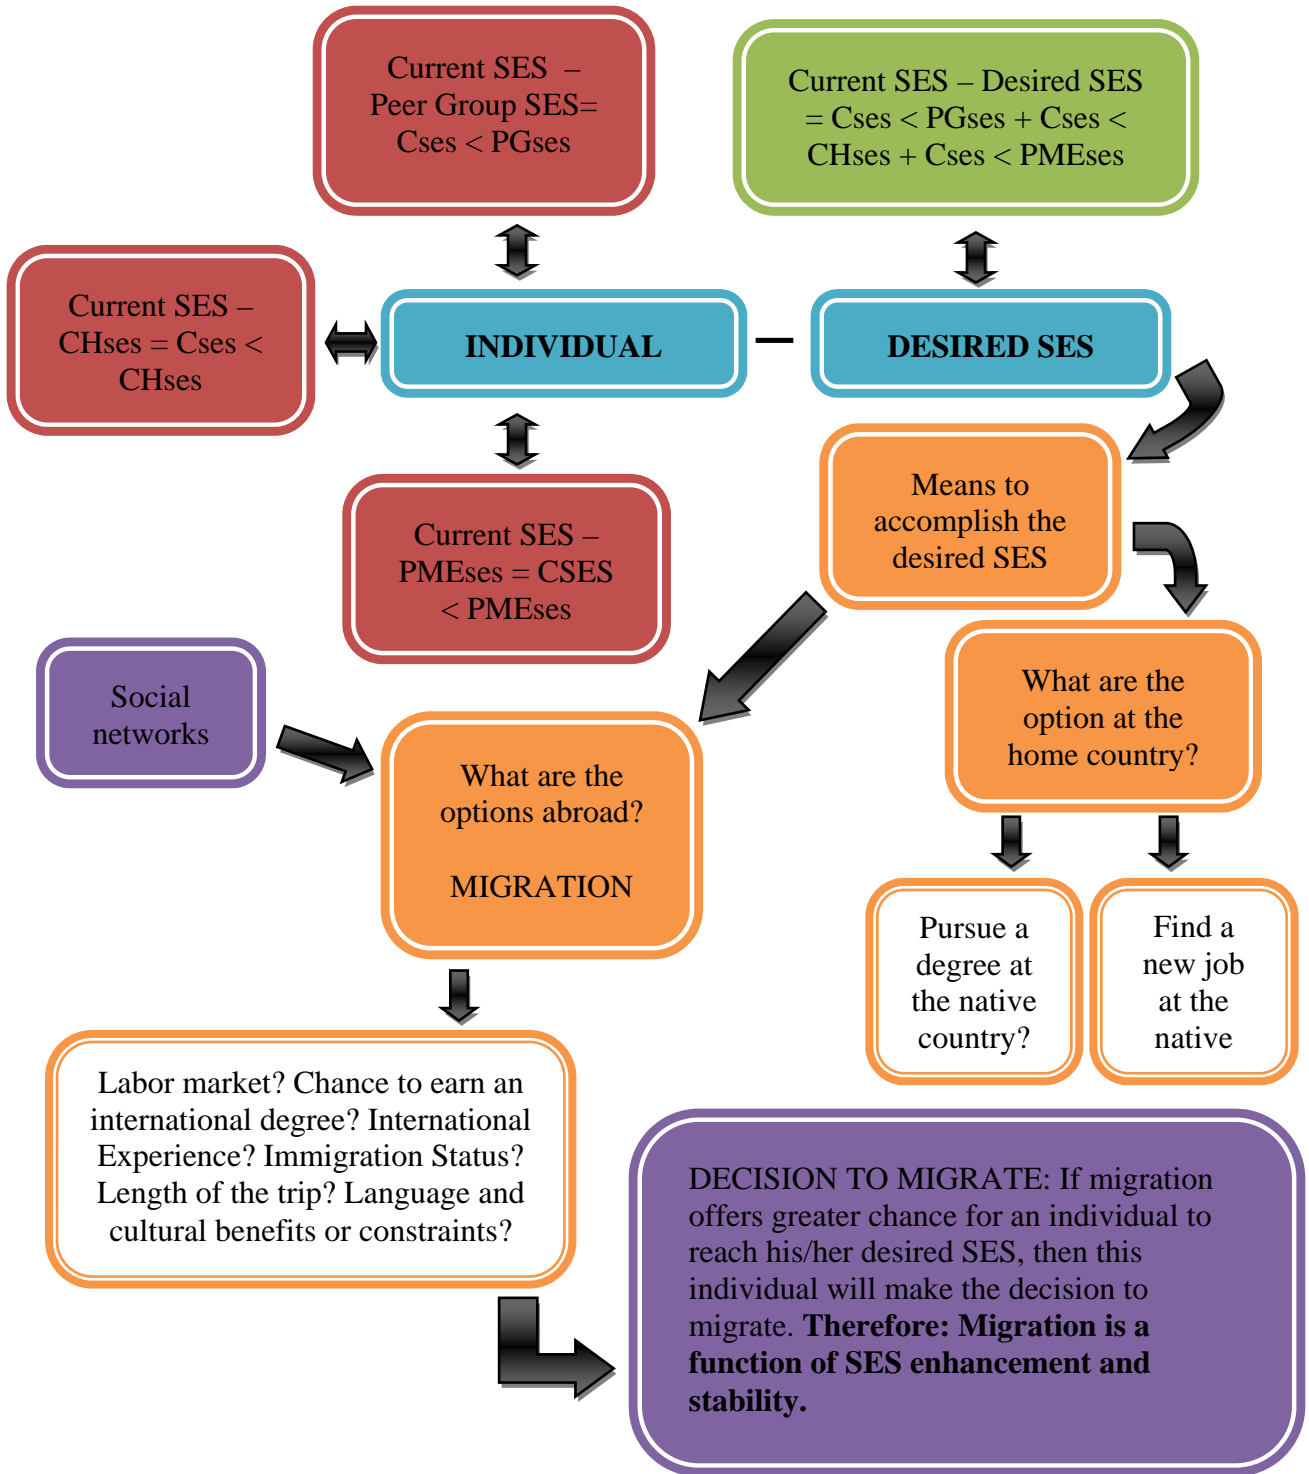 Current SES –
Peer Group SES=
Cses < PGses
Current SES – Desired SES
= Cses < PGses + Cses <
CHses + Cses < PMEses
Current SES –
CHses = Cses <
CHses
INDIVIDUAL
DESIRED SES
Current SES –
PMEses = CSES
< PMEses
Means to
accomplish the
desired SES
Social
networks
What are the
options abroad?
MIGRATION
What are the
option at the
home country?
Pursue a
degree at
the native
country?
Find a
new job
at the
native
Labor market? Chance to earn an
international degree? International
Experience? Immigration Status?
Length of the trip? Language and
cultural benefits or constraints?
DECISION TO MIGRATE: If migration
offers greater chance for an individual to
reach his/her desired SES, then this
individual will make the decision to
migrate. Therefore: Migration is a
function of SES enhancement and
stability.